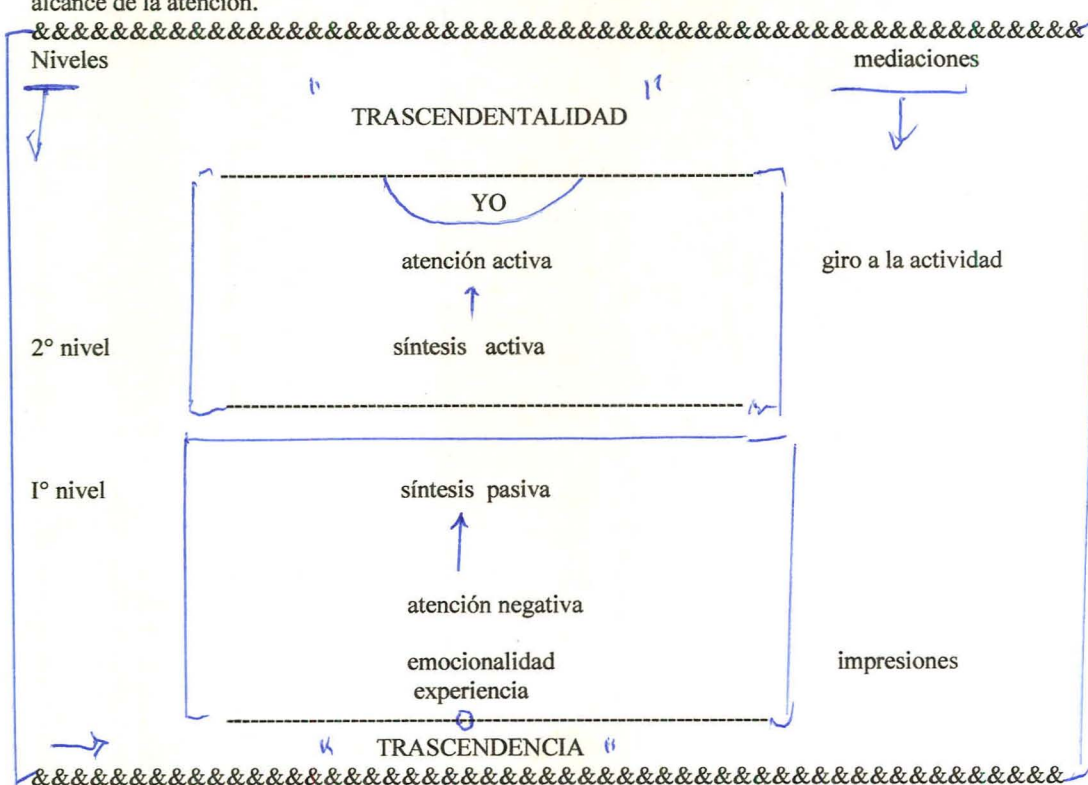 alcance de la atención.
&&&&&&&&&&&&&&&&&&&&&&&&&&&&&&&&&&&&&&&&&&&&&&&&&&&&&&&
Niveles mediaciones
" TRASCENDENTALIDAD "
-------------------------------------------------------
YO
atención activa giro a la actividad
2° nivel síntesis activa
-------------------------------------------------------
I° nivel síntesis pasiva
atención negativa
emocionalidad impresiones
experiencia
-------------------------------------------------------
" TRASCENDENCIA "
&&&&&&&&&&&&&&&&&&&&&&&&&&&&&&&&&&&&&&&&&&&&&&&&&&&&&&